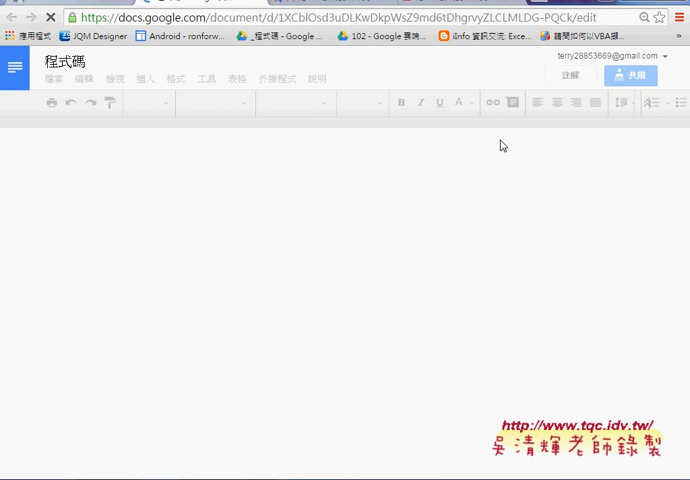 https://docs.google.com/document/d/1XCblOsd3uDLKwDkpWsZ9md6tDhgrvyZLCLMLDG-PQCk/edit
應用程式 JQM Designer Android - ronforw... _程式碼 - Google ... 102 - Google 雲端... iInfo 資訊交流: Exce... 請問如何以VBA擷...
程式碼
terry28853669@gmail.com
檔案 編輯 檢視 插入 格式 工具 表格 外掛程式 說明
註解 共用
B I U A
http://www.tqc.idv.tw/
吳清輝老師錄製